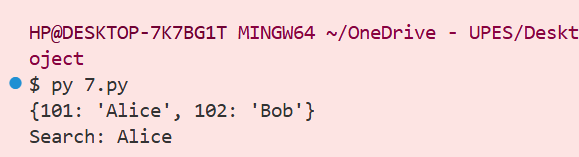 HP@DESKTOP-7K7BG1T MINGW64 ~/OneDrive - UPES/Deskt
oject
$ py 7.py
{101: 'Alice', 102: 'Bob'}
Search: Alice